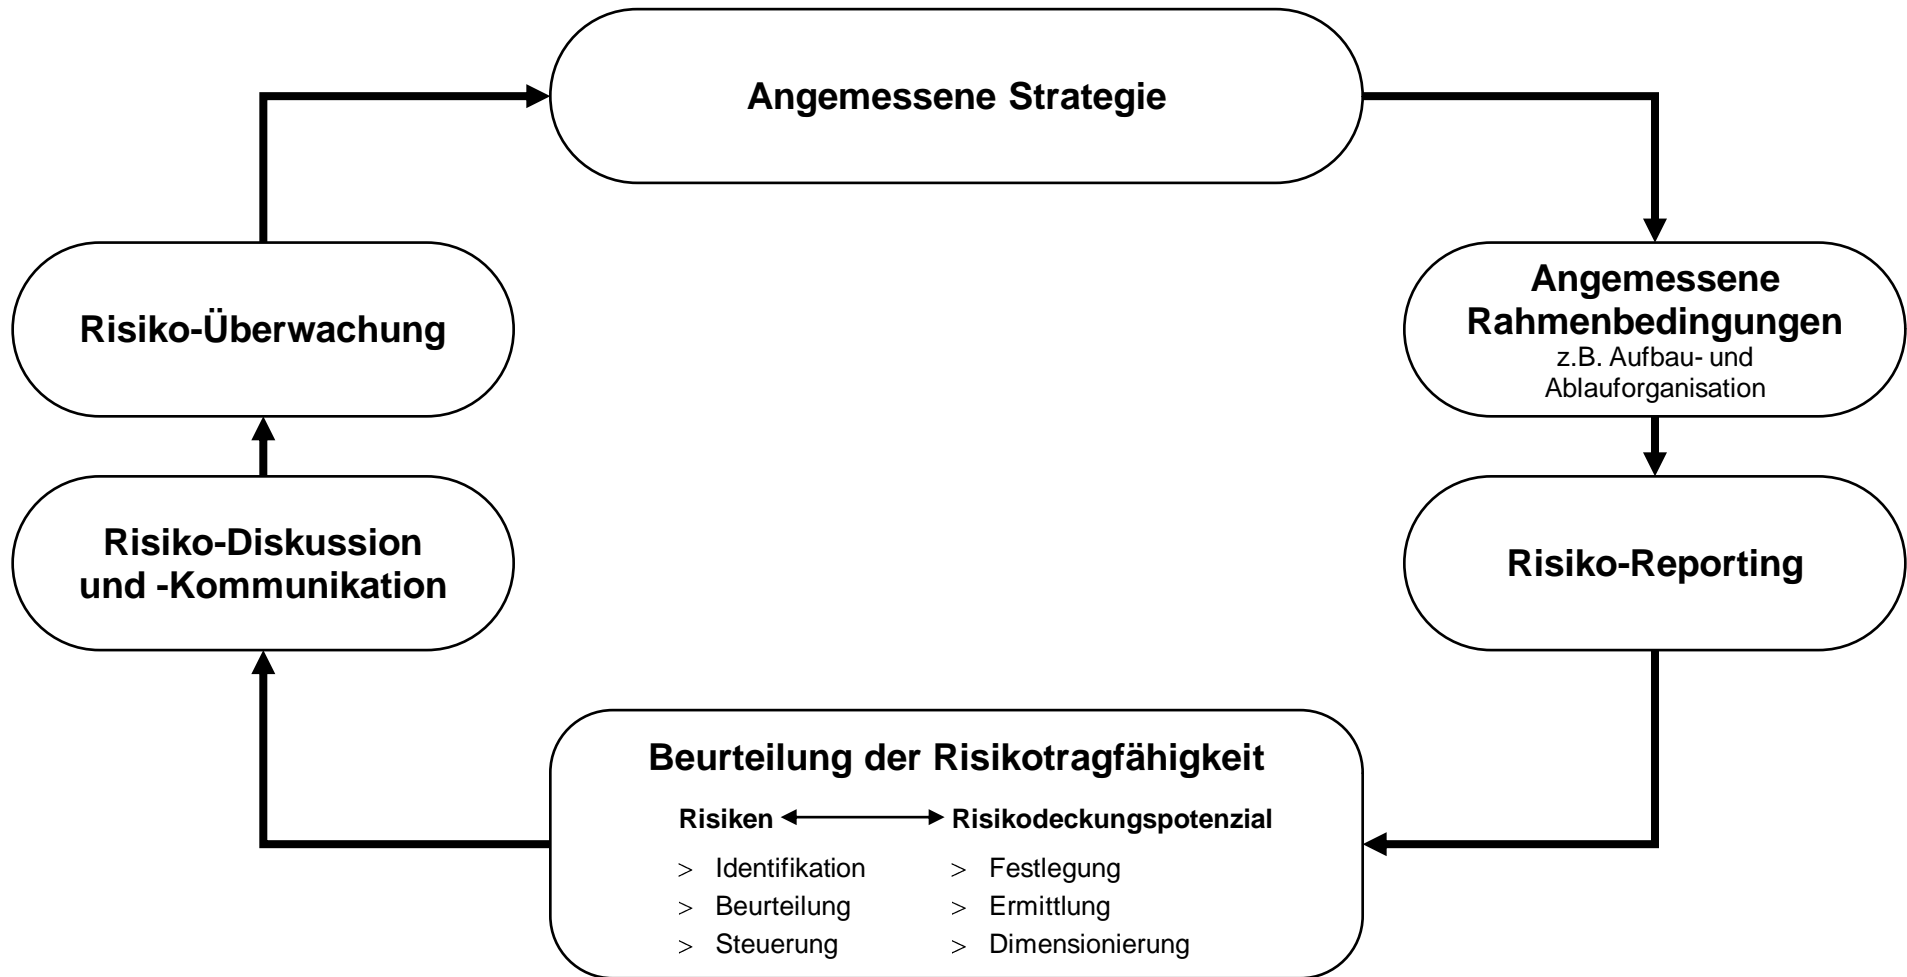 Angemessene Strategie
Angemessene
Rahmenbedingungen
z.B. Aufbau- und
Ablauforganisation
Risiko-Reporting
Beurteilung der Risikotragfähigkeit
Risiken Risikodeckungspotenzial
> Identifikation > Festlegung
> Beurteilung > Ermittlung
> Steuerung > Dimensionierung
Risiko-Diskussion
und -Kommunikation
Risiko-Überwachung